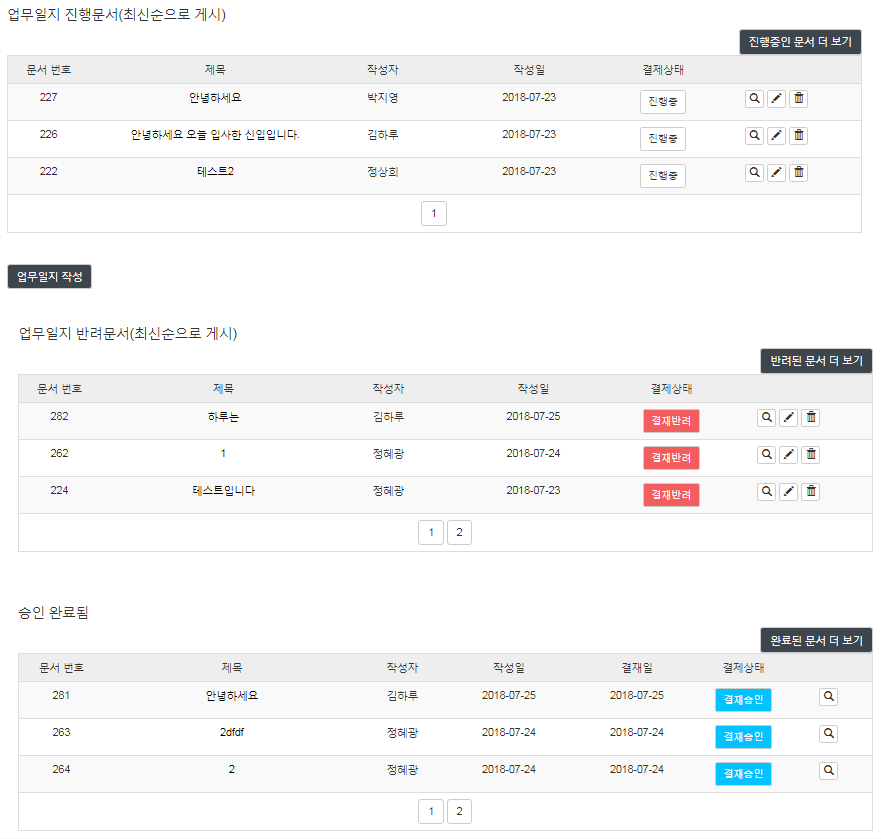 업무일지 진행문서(최신순으로 게시)
진행중인 문서 더 보기
문서 번호 제목 작성자 작성일 결제상태
227 안녕하세요 박지영 2018-07-23 진행중
226 안녕하세요 오늘 입사한 신입입니다. 김하루 2018-07-23 진행중
222 테스트2 정상희 2018-07-23 진행중
1
업무일지 작성
업무일지 반려문서(최신순으로 게시)
반려된 문서 더 보기
문서 번호 제목 작성자 작성일 결제상태
282 하루는 김하루 2018-07-25 결재반려
262 1 정혜광 2018-07-24 결재반려
224 테스트입니다 정혜광 2018-07-23 결재반려
1 2
승인 완료됨
완료된 문서 더 보기
문서 번호 제목 작성자 작성일 결재일 결제상태
281 안녕하세요 김하루 2018-07-25 2018-07-25 결재승인
263 2dfdf 정혜광 2018-07-24 2018-07-24 결재승인
264 2 정혜광 2018-07-24 2018-07-24 결재승인
1 2